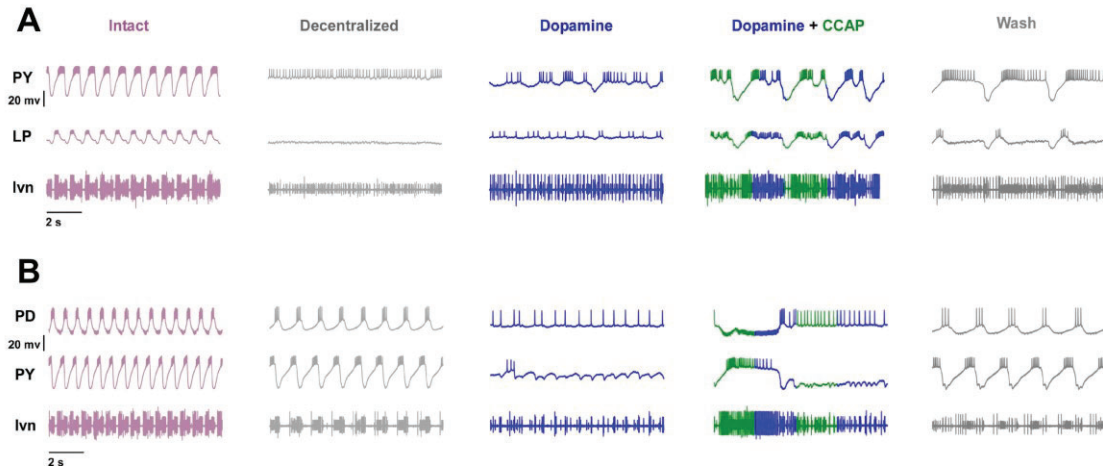 A
Intact Decentralized Dopamine Dopamine + CCAP Wash
PY
20 mv
LP
lvn
2 s
B
PD
20 mv
PY
lvn
2 s